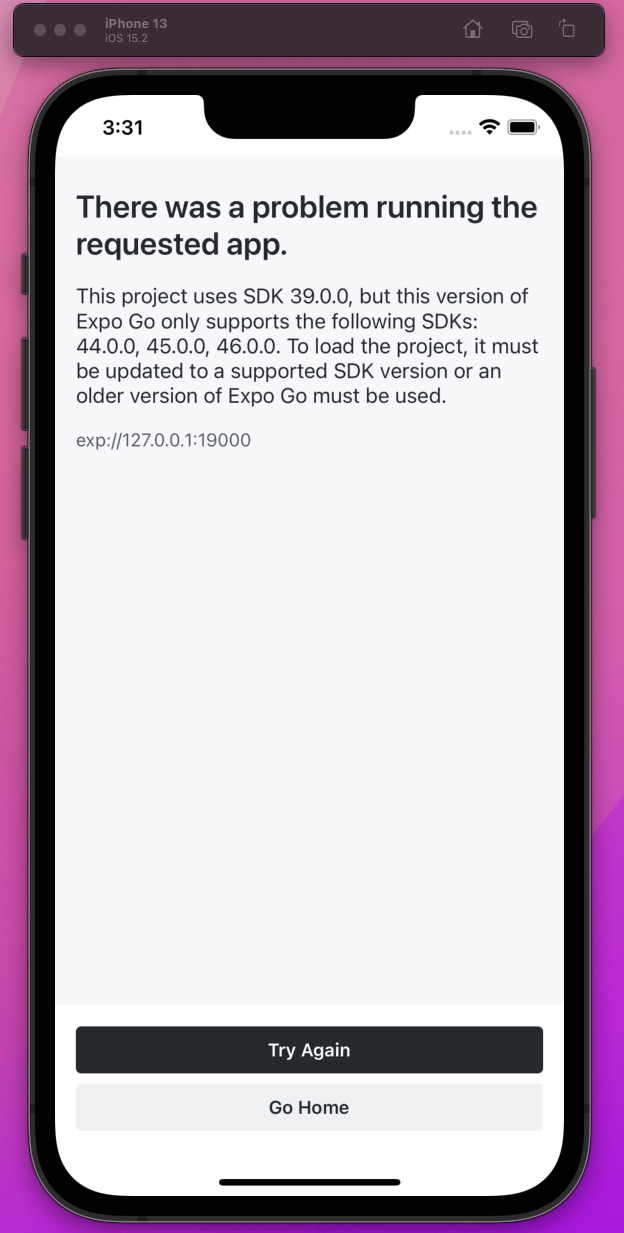 iPhone 13
iOS 15.2
3:31
There was a problem running the
requested app.
This project uses SDK 39.0.0, but this version of
Expo Go only supports the following SDKs:
44.0.0, 45.0.0, 46.0.0. To load the project, it must
be updated to a supported SDK version or an
older version of Expo Go must be used.
exp://127.0.0.1:19000
Try Again
Go Home